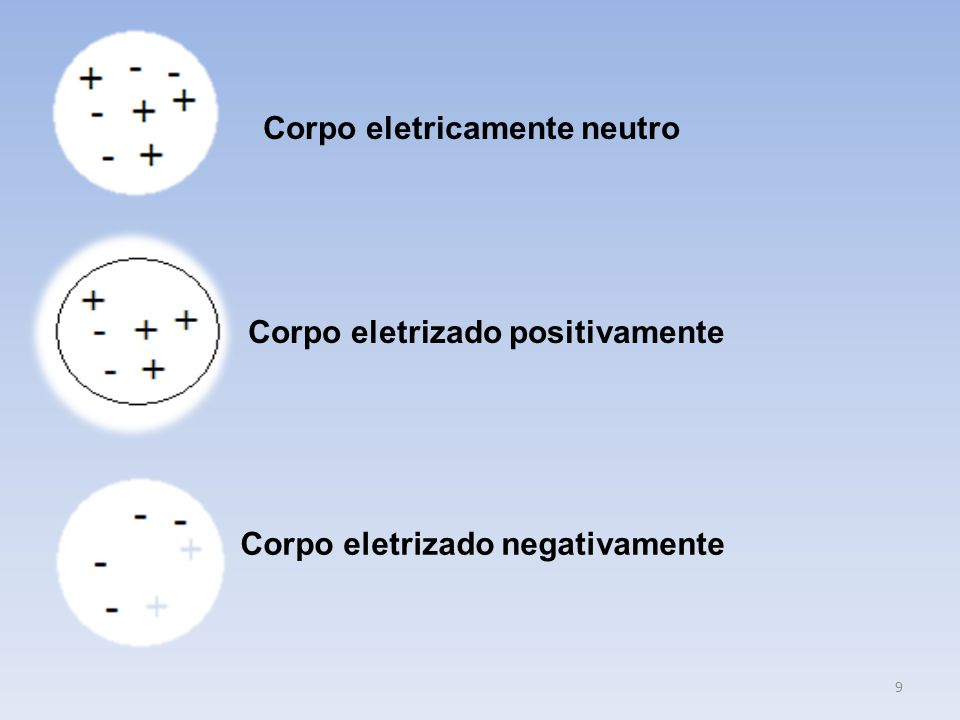 + - -
- + +
- +
Corpo eletricamente neutro
+
- + +
- +
Corpo eletrizado positivamente
- -
- +
- +
Corpo eletrizado negativamente
9